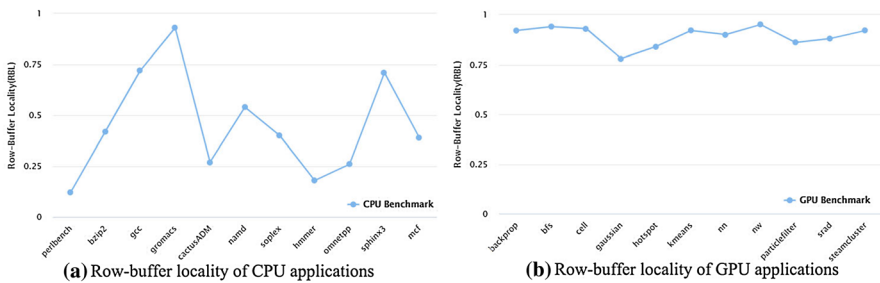 1
0.75
0.5
0.25
0
Row-Buffer Locality(RBL)
CPU Benchmark
perlbench
bzip2
gcc
gromacs
cactusADM
namd
soplex
hmmer
omnetpp
sphinx3
mcf
(a) Row-buffer locality of CPU applications
1
0.75
0.5
0.25
0
Row-Buffer Locality(RBL)
GPU Benchmark
backprop
bfs
cell
gaussian
hotspot
kmeans
nn
nw
particlefilter
srad
steamcluster
(b) Row-buffer locality of GPU applications